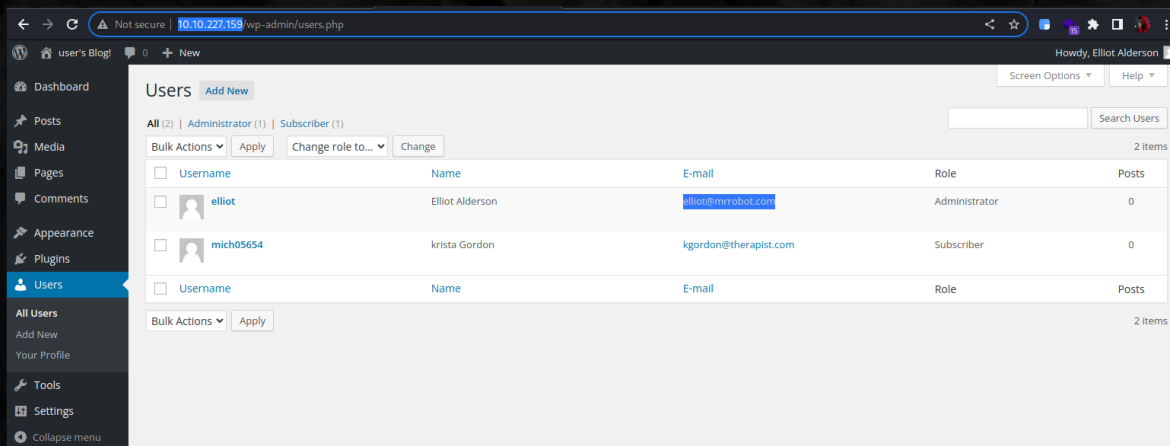 Not secure | 10.10.227.159/wp-admin/users.php
15
user's Blog! 0 + New Howdy, Elliot Alderson
Screen Options ▼ Help ▼
Dashboard
Posts
Media
Pages
Comments
Appearance
Plugins
Users
All Users
Add New
Your Profile
Tools
Settings
Collapse menu
Users Add New
All (2) | Administrator (1) | Subscriber (1)
Search Users
Bulk Actions Apply Change role to... Change 2 items
Username Name E-mail Role Posts
elliot Elliot Alderson elliot@mrrobot.com Administrator 0
mich05654 krista Gordon kgordon@therapist.com Subscriber 0
Username Name E-mail Role Posts
Bulk Actions Apply 2 items